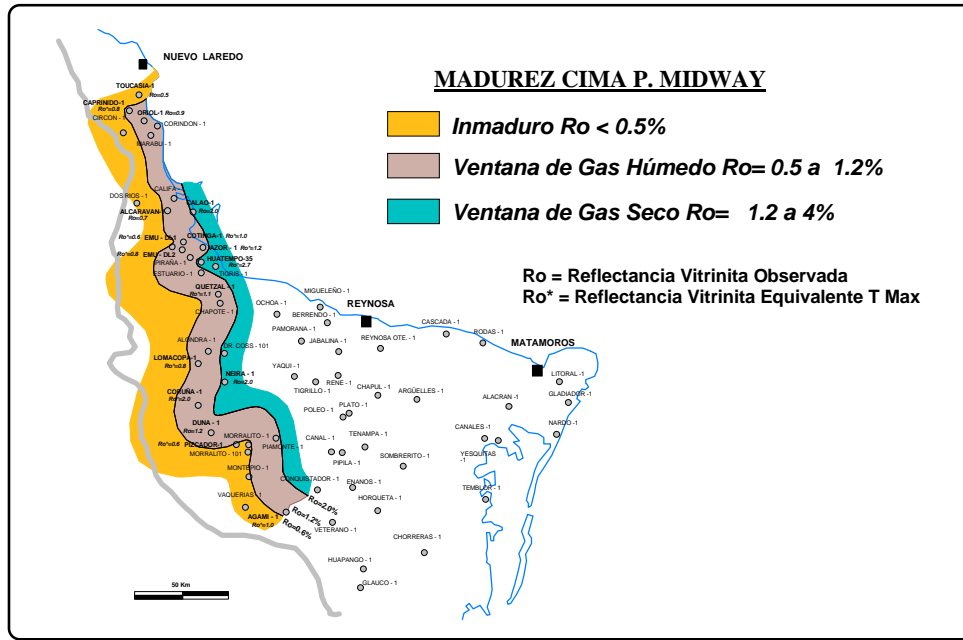 NUEVO LAREDO
MADUREZ CIMA P. MIDWAY
Inmaduro Ro < 0.5%
Ventana de Gas Húmedo Ro= 0.5 a 1.2%
Ventana de Gas Seco Ro= 1.2 a 4%
Ro = Reflectancia Vitrinita Observada
Ro* = Reflectancia Vitrinita Equivalente T Max
TOUCASIA-1
Ro=0.5
CAPRINIDO-1
Ro*=0.8
ORIOL-1 Ro=0.9
CIRCON - 1
CORINDON - 1
MARABU - 1
CALIFA
DOS RIOS - 1
CALAO-1
Ro=2.0
ALCARAVAN-
Ro=0.7
EMU - DL1
Ro*=0.6
COTINGA-1
Ro*=1.0
AZOR- 1 Ro*=1.2
EMU - DL2
Ro*=0.8
PIRAÑA - 1
HUATEMPO-35
Ro*=2.7
ESTUARIO - 1
TIGRIS - 1
QUETZAL - 1
Ro*=1.1
CHAPOTE - 1
OCHOA - 1
MIGUELEÑO - 1
BERRENDO - 1
REYNOSA
PAMORANA - 1
JABALINA - 1
REYNOSA OTE. - 1
CASCADA - 1
RODAS - 1
MATAMOROS
ALONDRA - 1
DR. COSS - 101
LOMACOPA-1
Ro*=0.8
NEIRA - 1
Ro=2.0
YAQUI - 1
TIGRILLO - 1
RENE - 1
CHAPUL - 1
ARGÜELLES - 1
LITORAL - 1
GLADIADOR - 1
ALACRAN - 1
CORUÑA -1
Ro*=2.0
POLEO - 1
PLATO - 1
DUNA - 1
Ro=1.2
NARDO - 1
CANALES - 1
YESQUITAS
-1
Ro*=0.6
PIZCADOR-1
MORRALITO - 1
MORRALITO - 101
PIAMONTE - 1
CANAL - 1
TENAMPA - 1
PIPILA - 1
SOMBRERITO - 1
MONTEPIO - 1
CONQUISTADOR - 1
ENANOS - 1
TEMBLOR - 1
VAQUERIAS - 1
HORQUETA - 1
AGAMI - 1
Ro*=1.0
Ro=2.0%
Ro=1.2%
Ro=0.6%
VETERANO - 1
CHORRERAS - 1
HUAPANGO - 1
GLAUCO - 1
50 Km